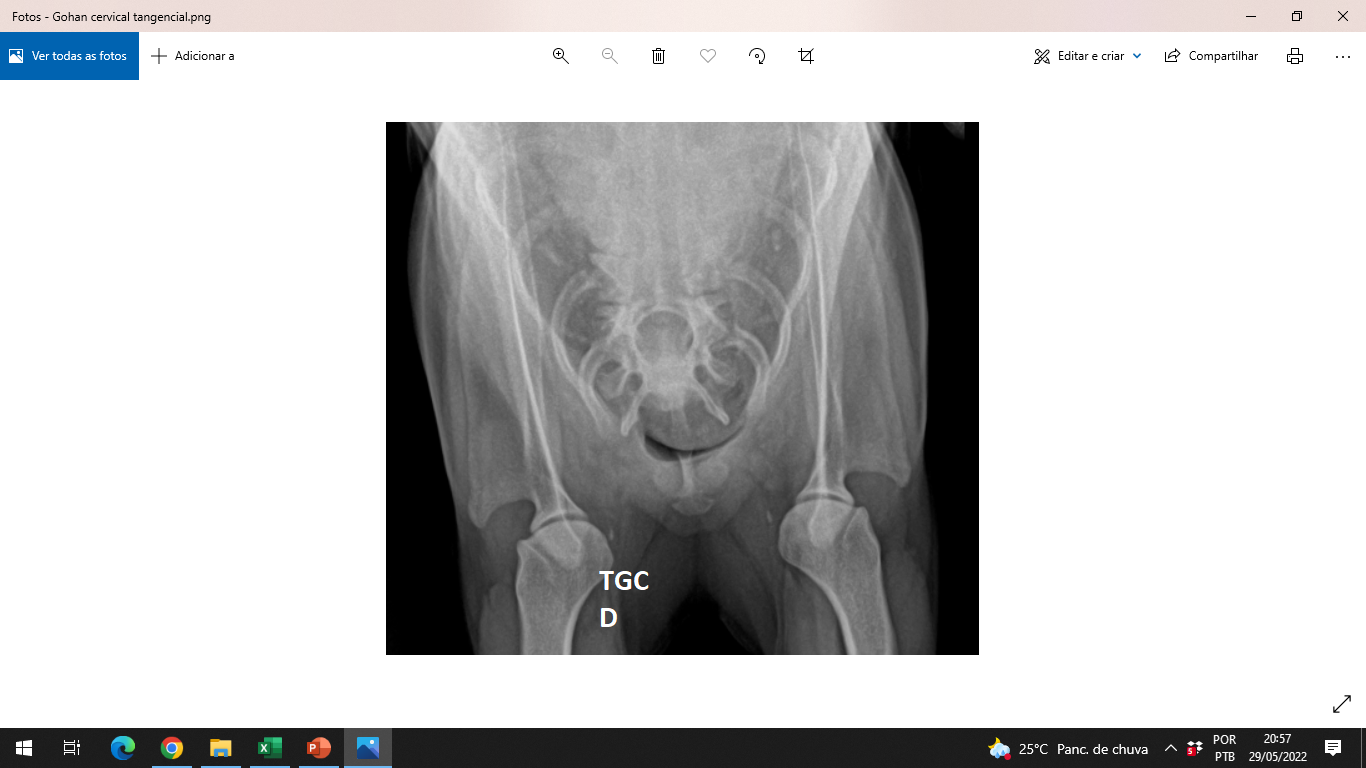 Fotos - Gohan cervical tangencial.png
Ver todas as fotos
Adicionar a
Editar e criar
Compartilhar
TGC
D
25°C Panc. de chuva
POR
PTB
20:57
29/05/2022